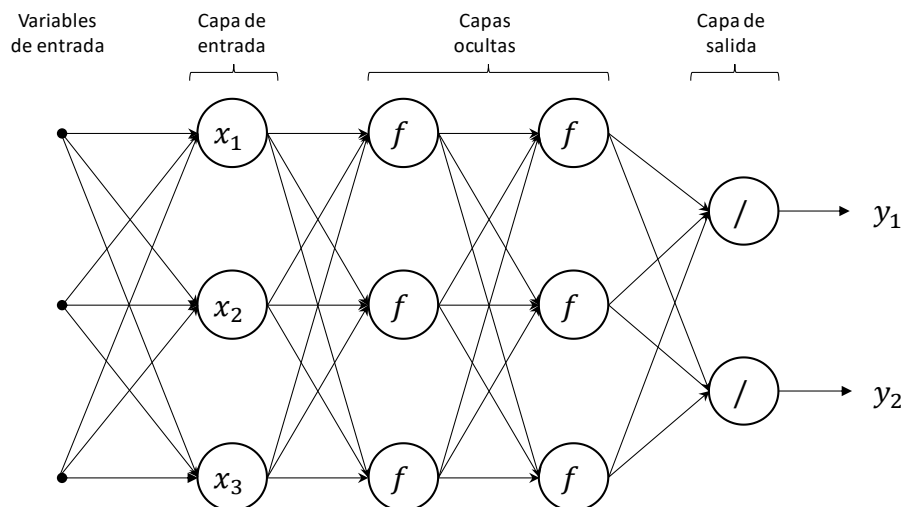 Variables
de entrada
Capa de
entrada
Capas
ocultas
Capa de
salida
x₁
f
f
/
y₁
x₂
f
f
/
y₂
x₃
f
f